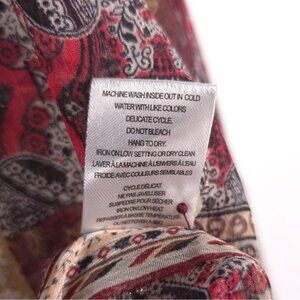 MACHINE WASH INSIDE OUT IN COLD
WATER WITH LIKE COLORS
DELICATE CYCLE.
DO NOT BLEACH
HANG TO DRY.
IRON ON LOW SETTING OR DRY CLEAN
LAVER À LA MACHINE À L'ENVERS À L'EAU
FROIDE AVEC COULEURS SEMBLABLES
CYCLE DÉLICAT
NE PAS JAVELLISER
SUSPEDRE POUR SÉCHER
IRON ON LOW HEAT
REPASSER À BASSE TEMPÉRATURE
OU NETTOYER À SEC